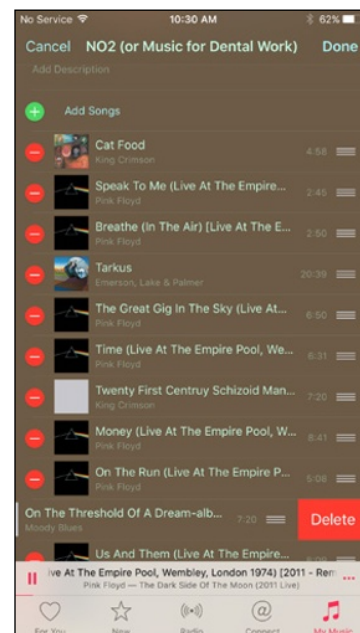 No Service 10:30 AM 62%
Cancel NO2 (or Music for Dental Work) Done
Add Description
Add Songs
Cat Food 4:58
King Crimson
Speak To Me (Live At The Empire... 2:45
Pink Floyd
Breathe (In The Air) [Live At The E... 2:50
Pink Floyd
Tarkus 20:39
Emerson, Lake & Palmer
The Great Gig In The Sky (Live At... 6:50
Pink Floyd
Time (Live At The Empire Pool, We... 6:31
Pink Floyd
Twenty First Centruy Schizoid Man... 7:20
King Crimson
Money (Live At The Empire Pool, W... 8:41
Pink Floyd
On The Run (Live At The Empire P... 5:08
Pink Floyd
On The Threshold Of A Dream-alb... 7:20 Delete
Moody Blues
Us And Them (Live At The Empire... 8:09
ive At The Empire Pool, Wembley, London 1974) [2011 - Rem
Pink Floyd — The Dark Side Of The Moon (2011 Live)
For You New Radio Connect My Music